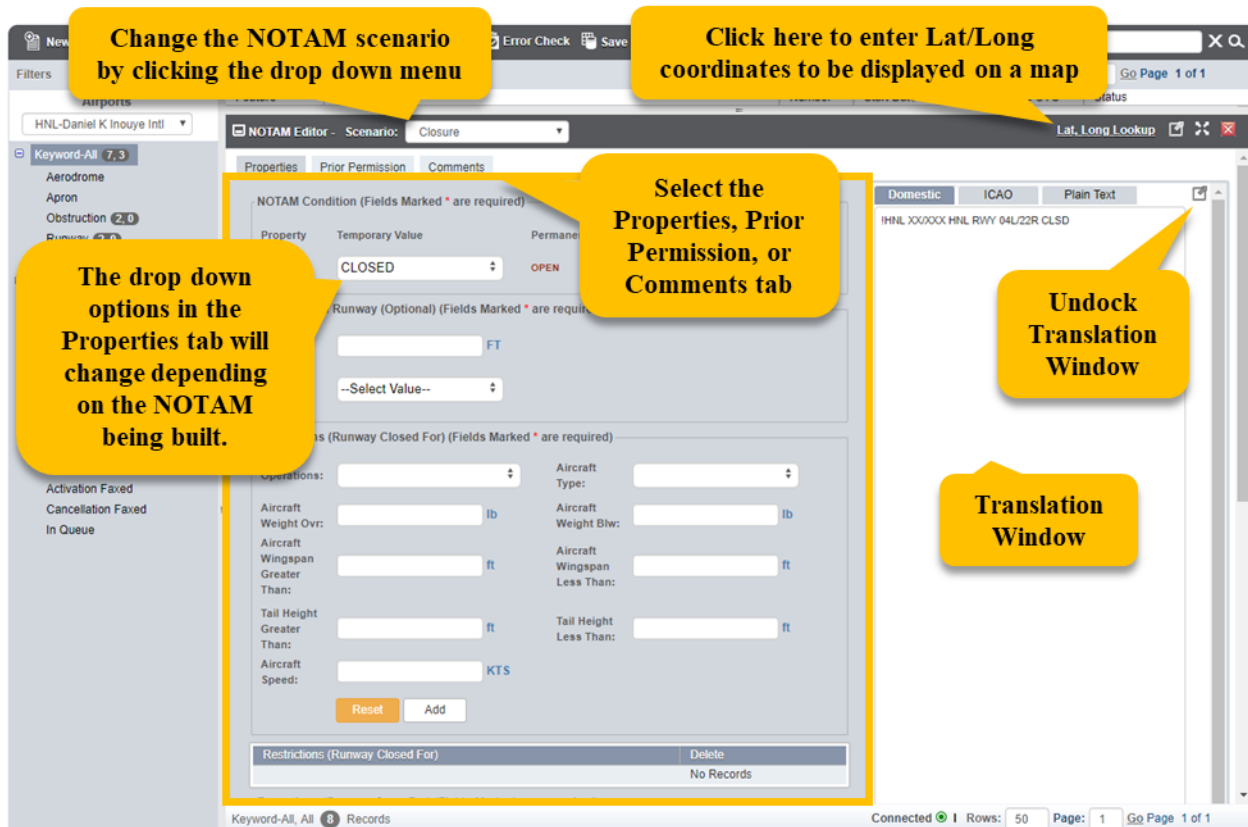 New
Change the NOTAM scenario
by clicking the drop down menu
Error Check
Save
Click here to enter Lat/Long
coordinates to be displayed on a map
X
Filters
Go Page 1 of 1
Airports
Status
HNL-Daniel K Inouye Intl
NOTAM Editor - Scenario: Closure
Lat, Long Lookup
Keyword-All 7, 3
Aerodrome
Apron
Obstruction 2, 0
Runway
Properties Prior Permission Comments
Select the
Properties, Prior
Permission, or
Comments tab
Domestic ICAO Plain Text
!HNL XX/XXX HNL RWY 04L/22R CLSD
NOTAM Condition (Fields Marked * are required)
Property Temporary Value
CLOSED OPEN
The drop down
options in the
Properties tab will
change depending
on the NOTAM
being built.
Undock
Translation
Window
Runway (Optional) (Fields Marked * are
FT
--Select Value--
(Runway Closed For) (Fields Marked * are required)
Operations: Aircraft Type:
Activation Faxed
Cancellation Faxed
In Queue
Aircraft Weight Ovr: lb Aircraft Weight Blw: lb
Translation
Window
Aircraft Wingspan Greater Than: ft Aircraft Wingspan Less Than: ft
Tail Height Greater Than: ft Tail Height Less Than: ft
Aircraft Speed: KTS
Reset Add
Restrictions (Runway Closed For) Delete
No Records
Keyword-All, All 8 Records
Connected I Rows: 50 Page: 1 Go Page 1 of 1